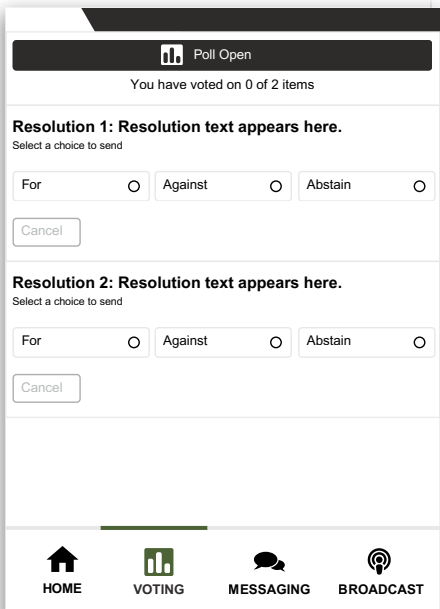 Poll Open
You have voted on 0 of 2 items
Resolution 1: Resolution text appears here.
Select a choice to send
For Against Abstain
Cancel
Resolution 2: Resolution text appears here.
Select a choice to send
For Against Abstain
Cancel
HOME VOTING MESSAGING BROADCAST